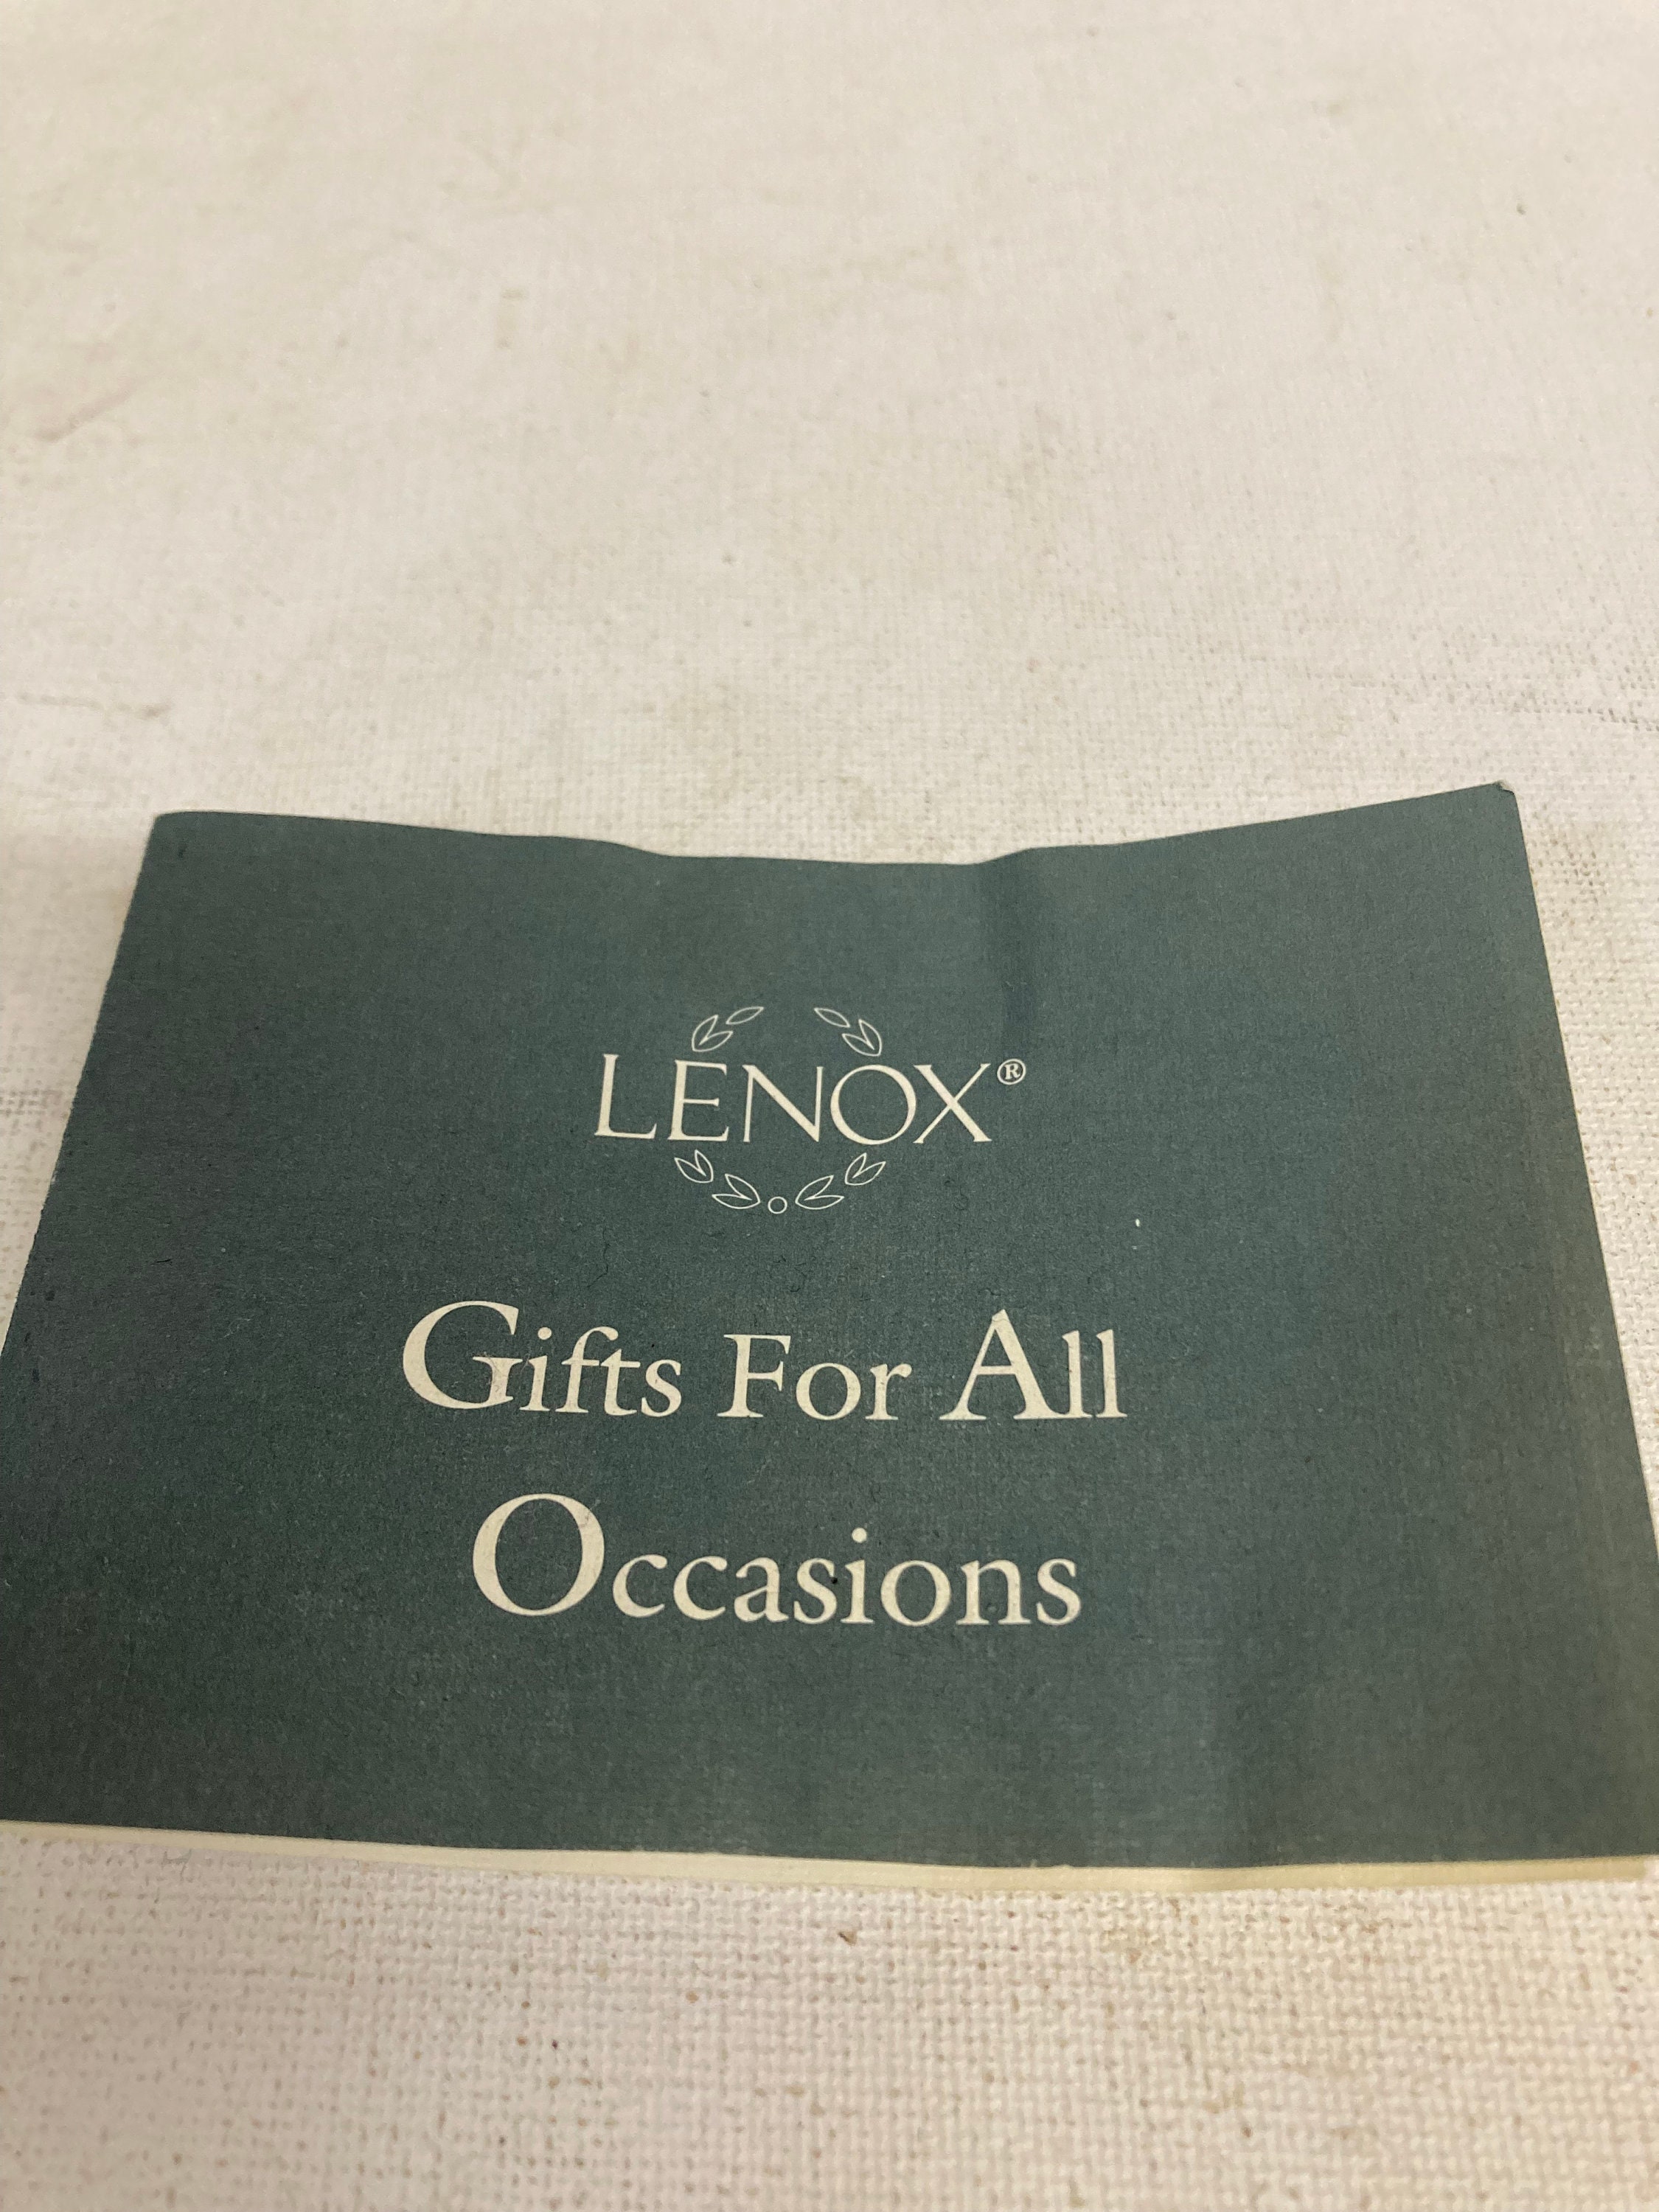 LENOX®
Gifts For All
Occasions